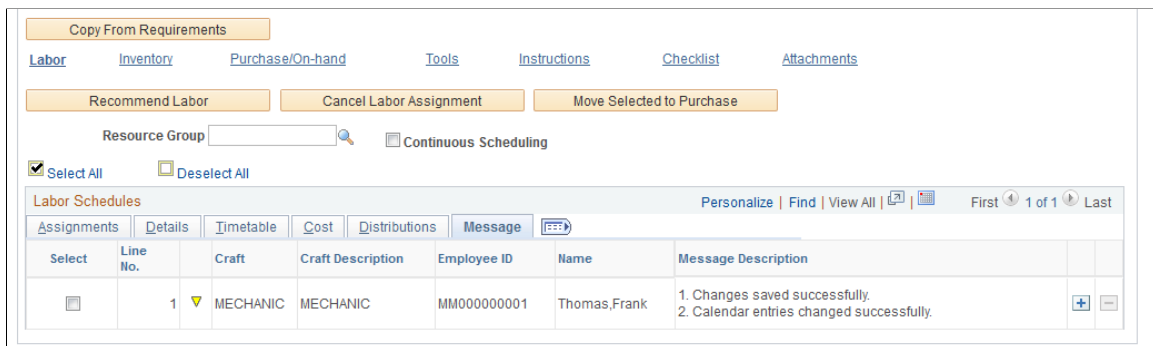 Copy From Requirements
Labor Inventory Purchase/On-hand Tools Instructions Checklist Attachments
Recommend Labor Cancel Labor Assignment Move Selected to Purchase
Resource Group Continuous Scheduling
Select All Deselect All
Labor Schedules Personalize | Find | View All | | First 1 of 1 Last
Assignments Details Timetable Cost Distributions Message
Select Line No. Craft Craft Description Employee ID Name Message Description
1 MECHANIC MECHANIC MM000000001 Thomas,Frank 1. Changes saved successfully.
2. Calendar entries changed successfully.